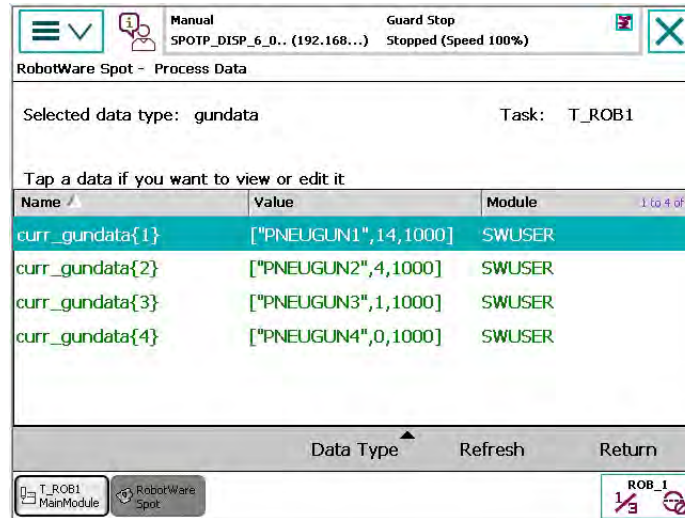 Manual
Guard Stop
SPOTP_DISP_6_0.. (192.168...)
Stopped (Speed 100%)
RobotWare Spot - Process Data
Selected data type: gundata
Task: T_ROB1
Tap a data if you want to view or edit it
Name Value Module 1 to 4 of
curr_gundata{1} ["PNEUGUN1",14,1000] SWUSER
curr_gundata{2} ["PNEUGUN2",4,1000] SWUSER
curr_gundata{3} ["PNEUGUN3",1,1000] SWUSER
curr_gundata{4} ["PNEUGUN4",0,1000] SWUSER
Data Type Refresh Return
T_ROB1
MainModule
RobotWare
Spot
ROB_1
1/3